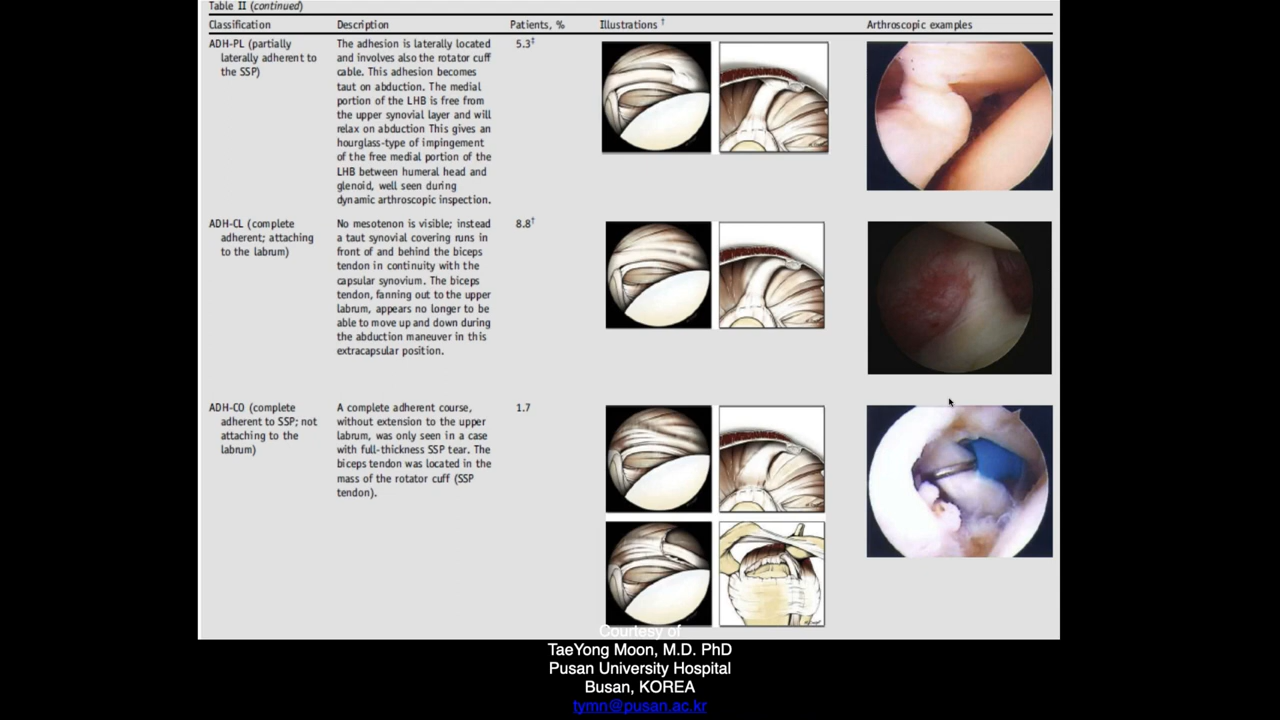 Table II (continued)
Classification Description Patients, % Illustrations † Arthroscopic examples
ADH-PL (partially
laterally adherent to
the SSP)
The adhesion is laterally located
and involves also the rotator cuff
cable. This adhesion becomes
taut on abduction. The medial
portion of the LHB is free from
the upper synovial layer and will
relax on abduction This gives an
hourglass-type of impingement
of the free medial portion of the
LHB between humeral head and
glenoid, well seen during
dynamic arthroscopic inspection.
5.3‡
ADH-CL (complete
adherent; attaching
to the labrum)
No mesotenon is visible; instead
a taut synovial covering runs in
front of and behind the biceps
tendon in continuity with the
capsular synovium. The biceps
tendon, fanning out to the upper
labrum, appears no longer to be
able to move up and down during
the abduction maneuver in this
extracapsular position.
8.8†
ADH-CO (complete
adherent to SSP; not
attaching to the
labrum)
A complete adherent course,
without extension to the upper
labrum, was only seen in a case
with full-thickness SSP tear. The
biceps tendon was located in the
mass of the rotator cuff (SSP
tendon).
1.7
Courtesy of
TaeYong Moon, M.D. PhD
Pusan University Hospital
Busan, KOREA
tymn@pusan.ac.kr